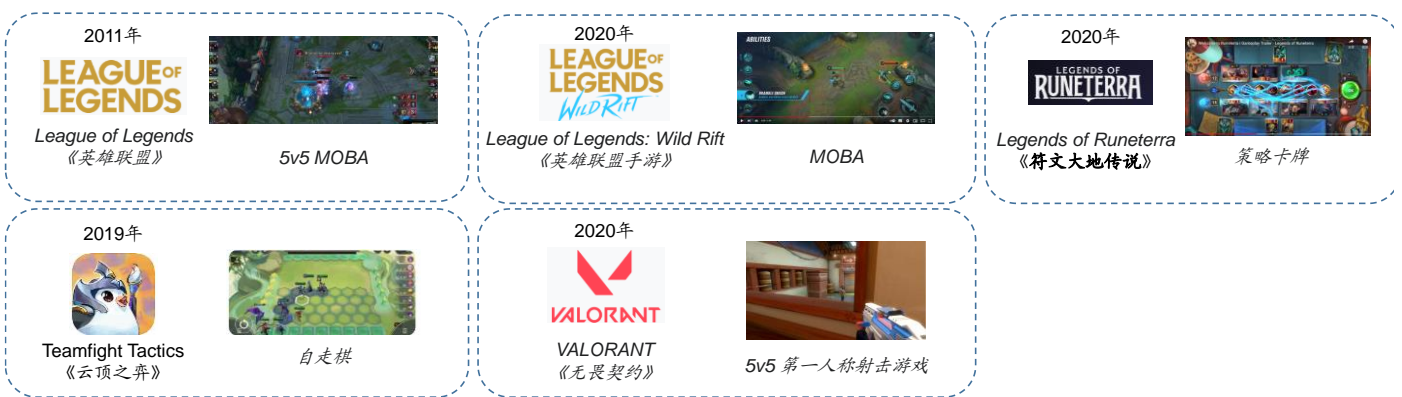 2011年
LEAGUE OF
LEGENDS
League of Legends
《英雄联盟》
5v5 MOBA
2020年
LEAGUE OF
LEGENDS
WILD RIFT
League of Legends: Wild Rift
《英雄联盟手游》
ABILITIES
MOBA
2020年
LEGENDS OF
RUNETERRA
Legends of Runeterra
《符文大地传说》
策略卡牌
2019年
Teamfight Tactics
《云顶之弈》
自走棋
2020年
VALORANT
VALORANT
《无畏契约》
5v5 第一人称射击游戏